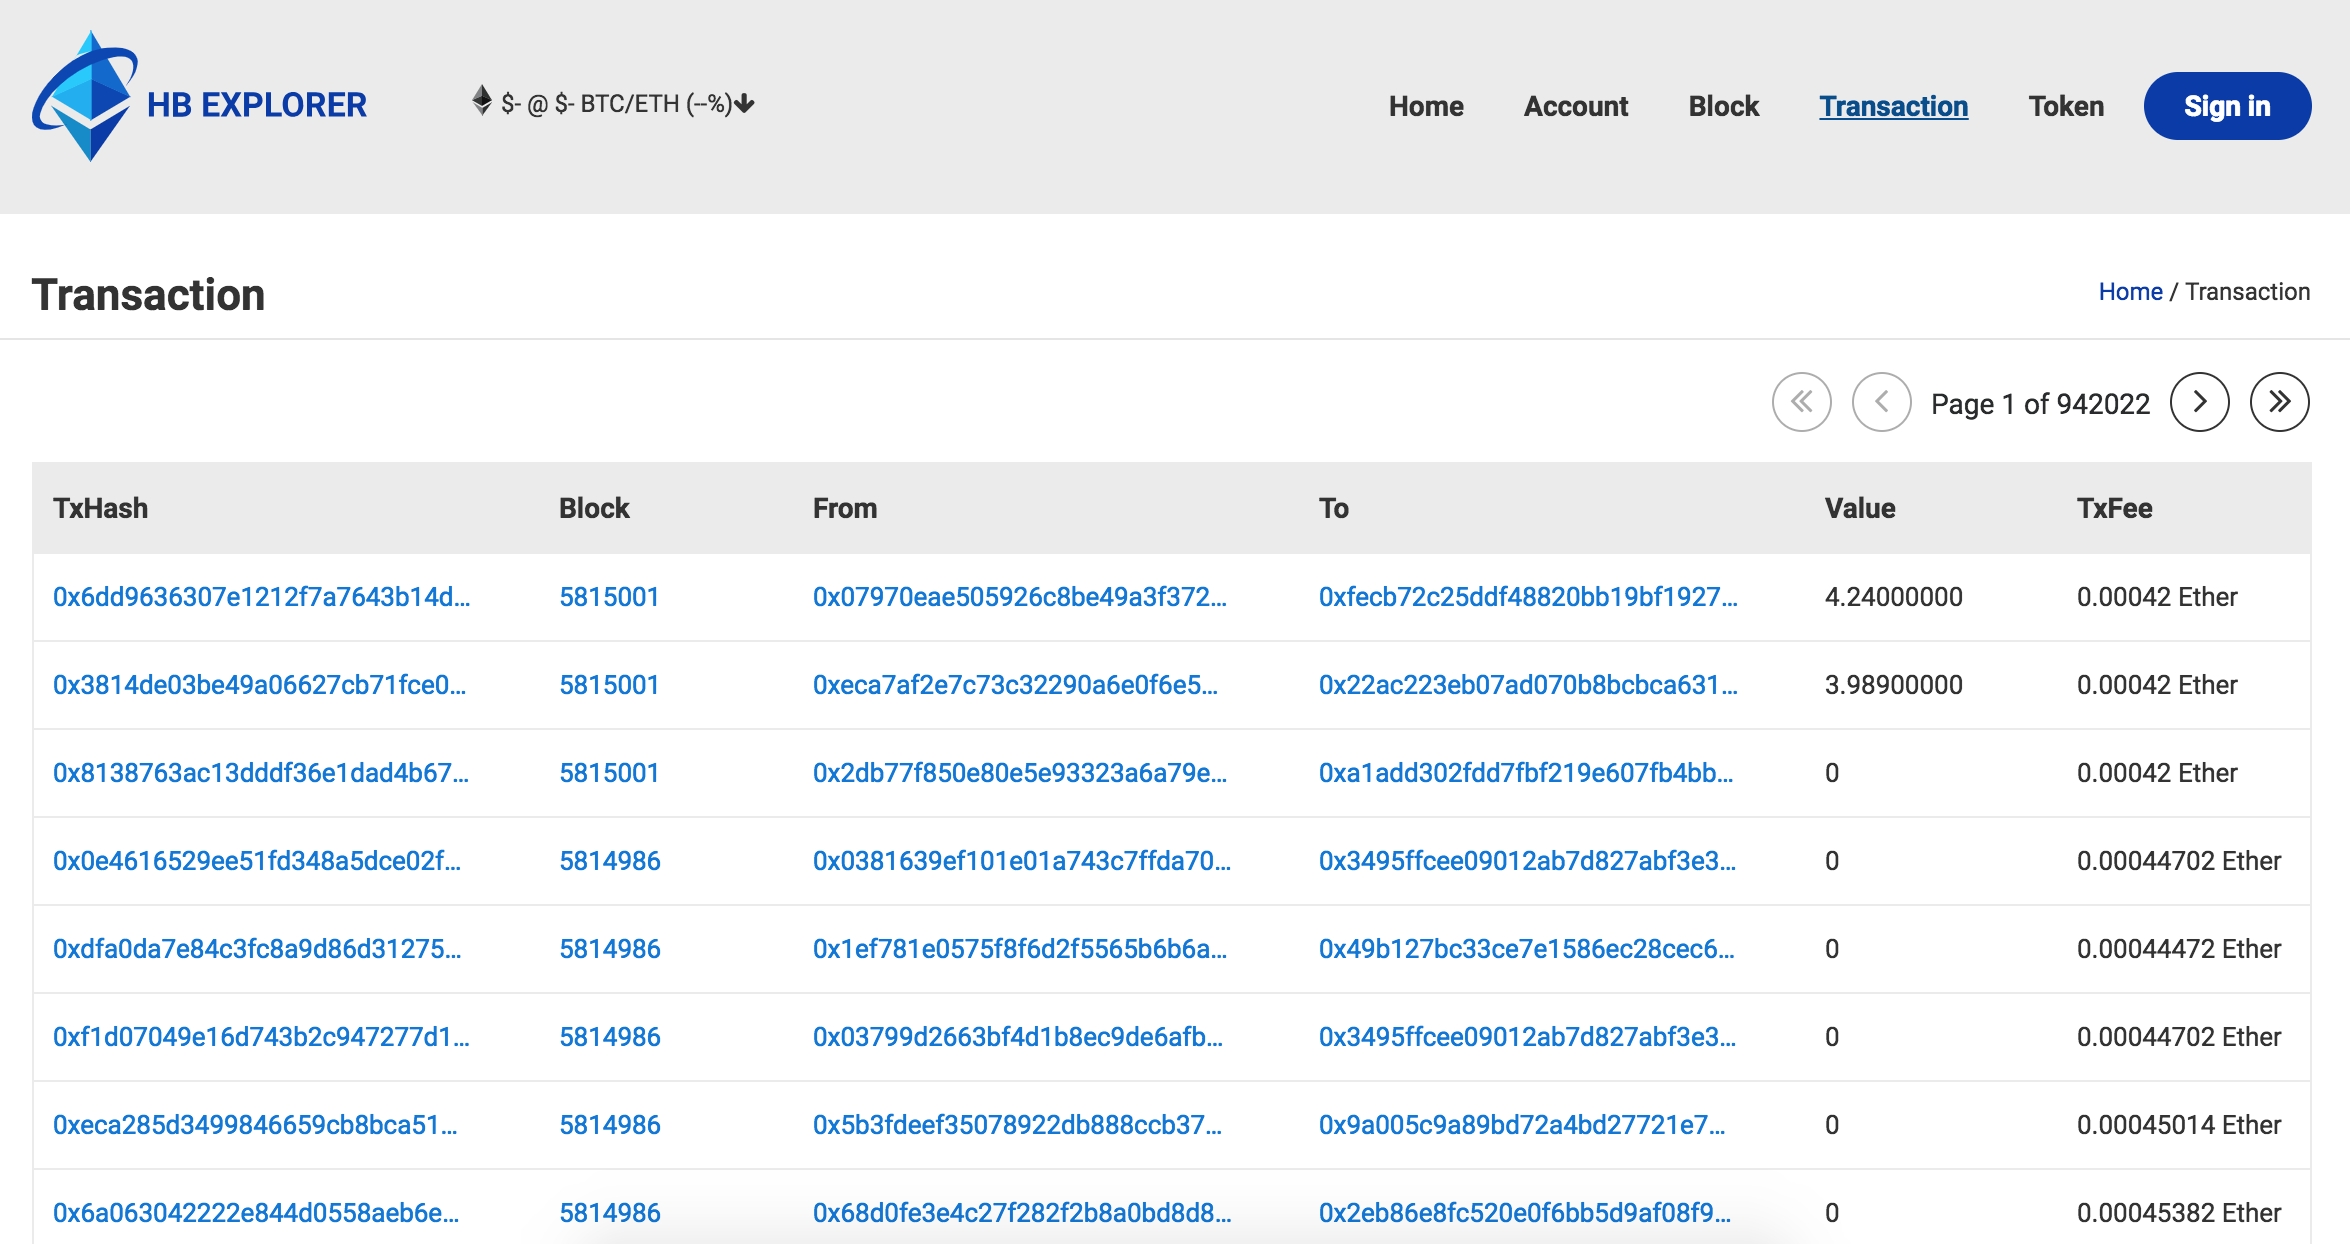 HB EXPLORER
$- @ $- BTC/ETH (--%)
Home Account Block Transaction Token Sign in
Transaction
Home / Transaction
Page 1 of 942022
TxHash Block From To Value TxFee
0x6dd9636307e1212f7a7643b14d... 5815001 0x07970eae505926c8be49a3f372... 0xfecb72c25ddf48820bb19bf1927... 4.24000000 0.00042 Ether
0x3814de03be49a06627cb71fce0... 5815001 0xeca7af2e7c73c32290a6e0f6e5... 0x22ac223eb07ad070b8bcbca631... 3.98900000 0.00042 Ether
0x8138763ac13dddf36e1dad4b67... 5815001 0x2db77f850e80e5e93323a6a79e... 0xa1add302fdd7fbf219e607fb4bb... 0 0.00042 Ether
0x0e4616529ee51fd348a5dce02f... 5814986 0x0381639ef101e01a743c7ffda70... 0x3495ffcee09012ab7d827abf3e3... 0 0.00044702 Ether
0xdfa0da7e84c3fc8a9d86d31275... 5814986 0x1ef781e0575f8f6d2f5565b6b6a... 0x49b127bc33ce7e1586ec28cec6... 0 0.00044472 Ether
0xf1d07049e16d743b2c947277d1... 5814986 0x03799d2663bf4d1b8ec9de6afb... 0x3495ffcee09012ab7d827abf3e3... 0 0.00044702 Ether
0xeca285d3499846659cb8bca51... 5814986 0x5b3fdeef35078922db888ccb37... 0x9a005c9a89bd72a4bd27721e7... 0 0.00045014 Ether
0x6a063042222e844d0558aeb6e... 5814986 0x68d0fe3e4c27f282f2b8a0bd8d8... 0x2eb86e8fc520e0f6bb5d9af08f9... 0 0.00045382 Ether